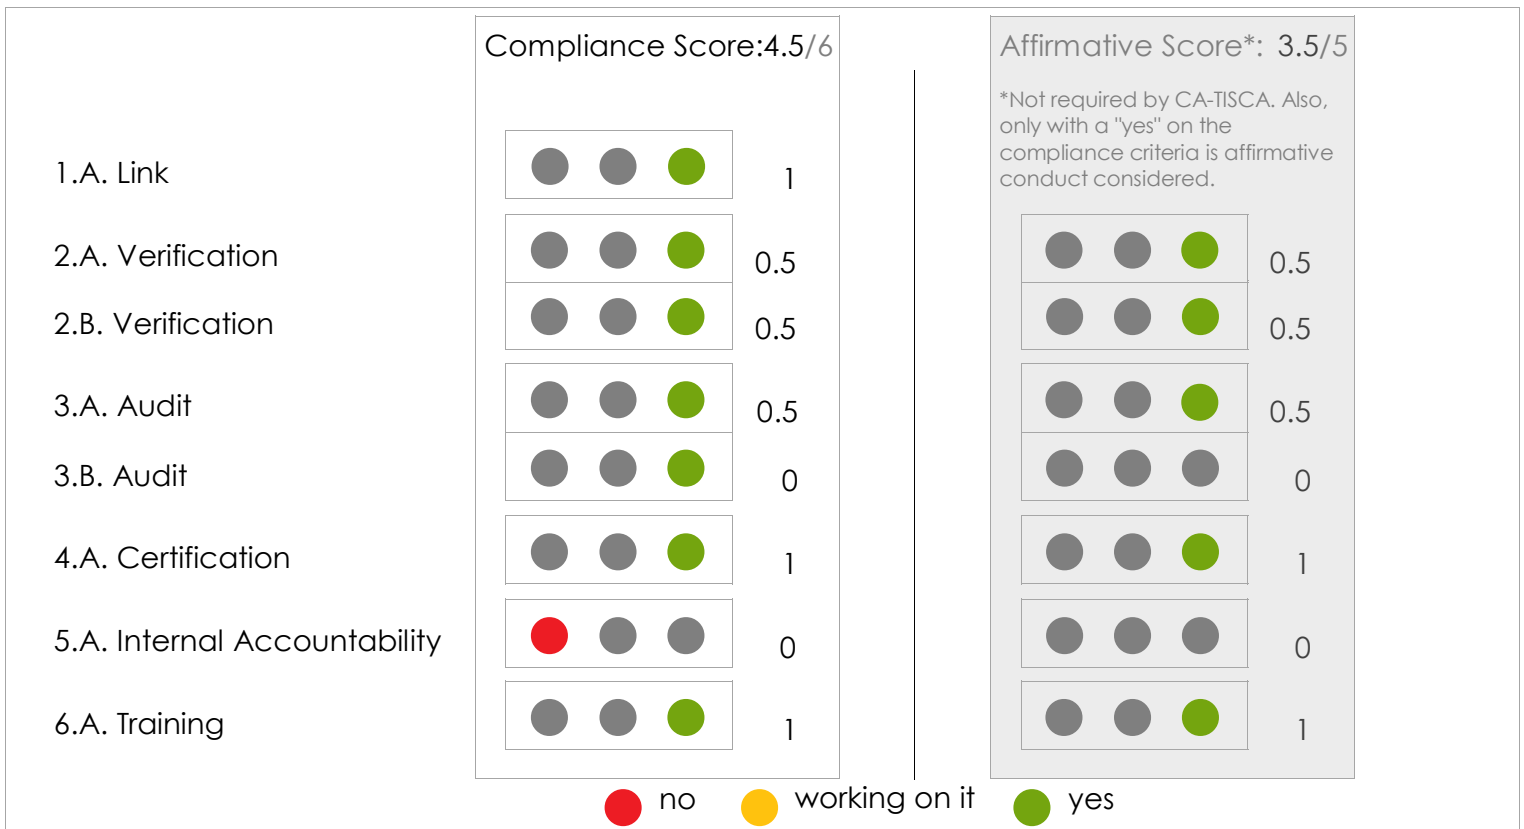 Compliance Score:4.5/6
Affirmative Score*: 3.5/5
*Not required by CA-TISCA. Also,
only with a "yes" on the
compliance criteria is affirmative
conduct considered.
1.A. Link 1
2.A. Verification 0.5 0.5
2.B. Verification 0.5 0.5
3.A. Audit 0.5 0.5
3.B. Audit 0 0
4.A. Certification 1 1
5.A. Internal Accountability 0 0
6.A. Training 1 1
no working on it yes